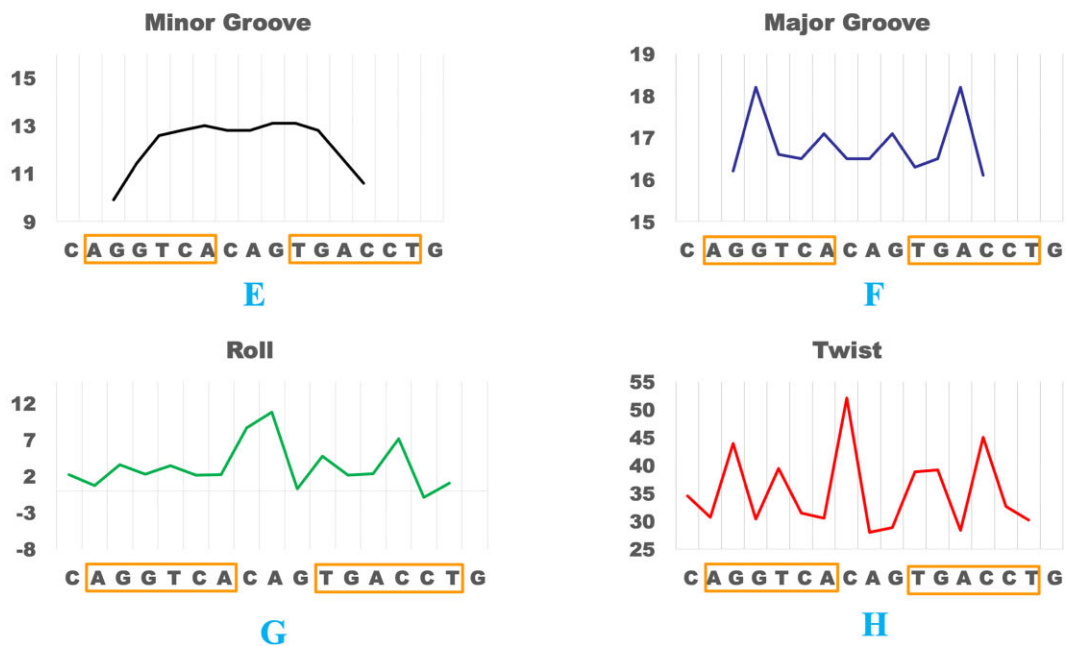 Minor Groove
15
13
11
9
C A G G T C A C A G T G A C C T G
E
Major Groove
19
18
17
16
15
C A G G T C A C A G T G A C C T G
F
Roll
12
7
2
-3
-8
C A G G T C A C A G T G A C C T G
G
Twist
55
50
45
40
35
30
25
C A G G T C A C A G T G A C C T G
H